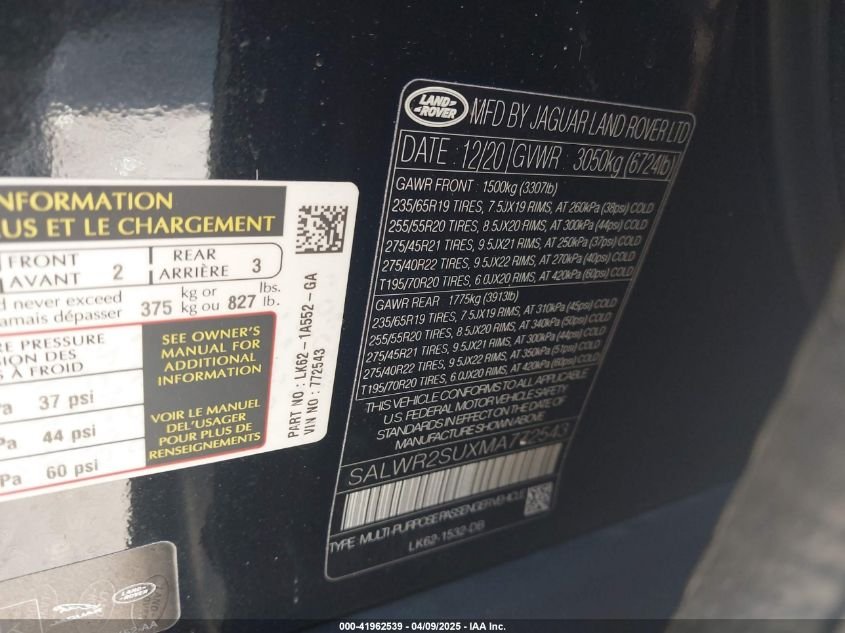 INFORMATION
US ET LE CHARGEMENT
FRONT
AVANT 2
REAR
ARRIÈRE 3
never exceed
jamais dépasser 375 kg or
kg ou 827 lbs.
lb.
E PRESSURE
SION DES
S À FROID
Pa 37 psi
Pa 44 psi
Pa 60 psi
SEE OWNER'S
MANUAL FOR
ADDITIONAL
INFORMATION
VOIR LE MANUEL
DEL'USAGER
POUR PLUS DE
RENSEIGNEMENTS
PART NO : LK62-1A552-GA
VIN NO : 772543
LAND
ROVER
MFD BY JAGUAR LAND ROVER LTD
DATE : 12/20 GVWR : 3050kg (6724lb)
GAWR FRONT : 1500kg (3307lb)
235/65R19 TIRES, 7.5JX19 RIMS, AT 260kPa (38psi) COLD
255/55R20 TIRES, 8.5JX20 RIMS, AT 300kPa (44psi) COLD
275/45R21 TIRES, 9.5JX21 RIMS, AT 250kPa (37psi) COLD
275/40R22 TIRES, 9.5JX22 RIMS, AT 270kPa (40psi) COLD
T195/70R20 TIRES, 6.0JX20 RIMS, AT 420kPa (60psi) COLD
GAWR REAR : 1775kg (3913lb)
235/65R19 TIRES, 7.5JX19 RIMS, AT 310kPa (45psi) COLD
255/55R20 TIRES, 8.5JX20 RIMS, AT 340kPa (50psi) COLD
275/45R21 TIRES, 9.5JX21 RIMS, AT 300kPa (44psi) COLD
275/40R22 TIRES, 9.5JX22 RIMS, AT 350kPa (51psi) COLD
T195/70R20 TIRES, 6.0JX20 RIMS, AT 420kPa (60psi) COLD
THIS VEHICLE CONFORMS TO ALL APPLICABLE
U.S. FEDERAL MOTOR VEHICLE SAFETY
STANDARDS IN EFFECT ON THE DATE OF
MANUFACTURE SHOWN ABOVE.
SALWR2SUXMA772543
TYPE: MULTI-PURPOSE PASSENGER VEHICLE
LK62-1532-DB
JAGUAR
LAND
ROVER
000-41962539 - 04/09/2025 - IAA Inc.